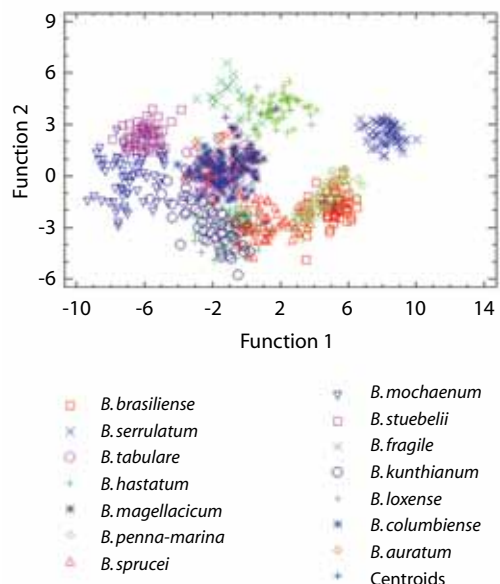 9
6
3
0
-3
-6
Function 2
-10 -6 -2 2 6 10 14
Function 1
B.brasiliense
B.serrulatum
B.tabulare
B.hastatum
B.magellacicum
B.penna-marina
B.sprucei
B.mochaenum
B.stuebelii
B.fragile
B.kunthianum
B.loxense
B.columbiense
B.auratum
Centroids